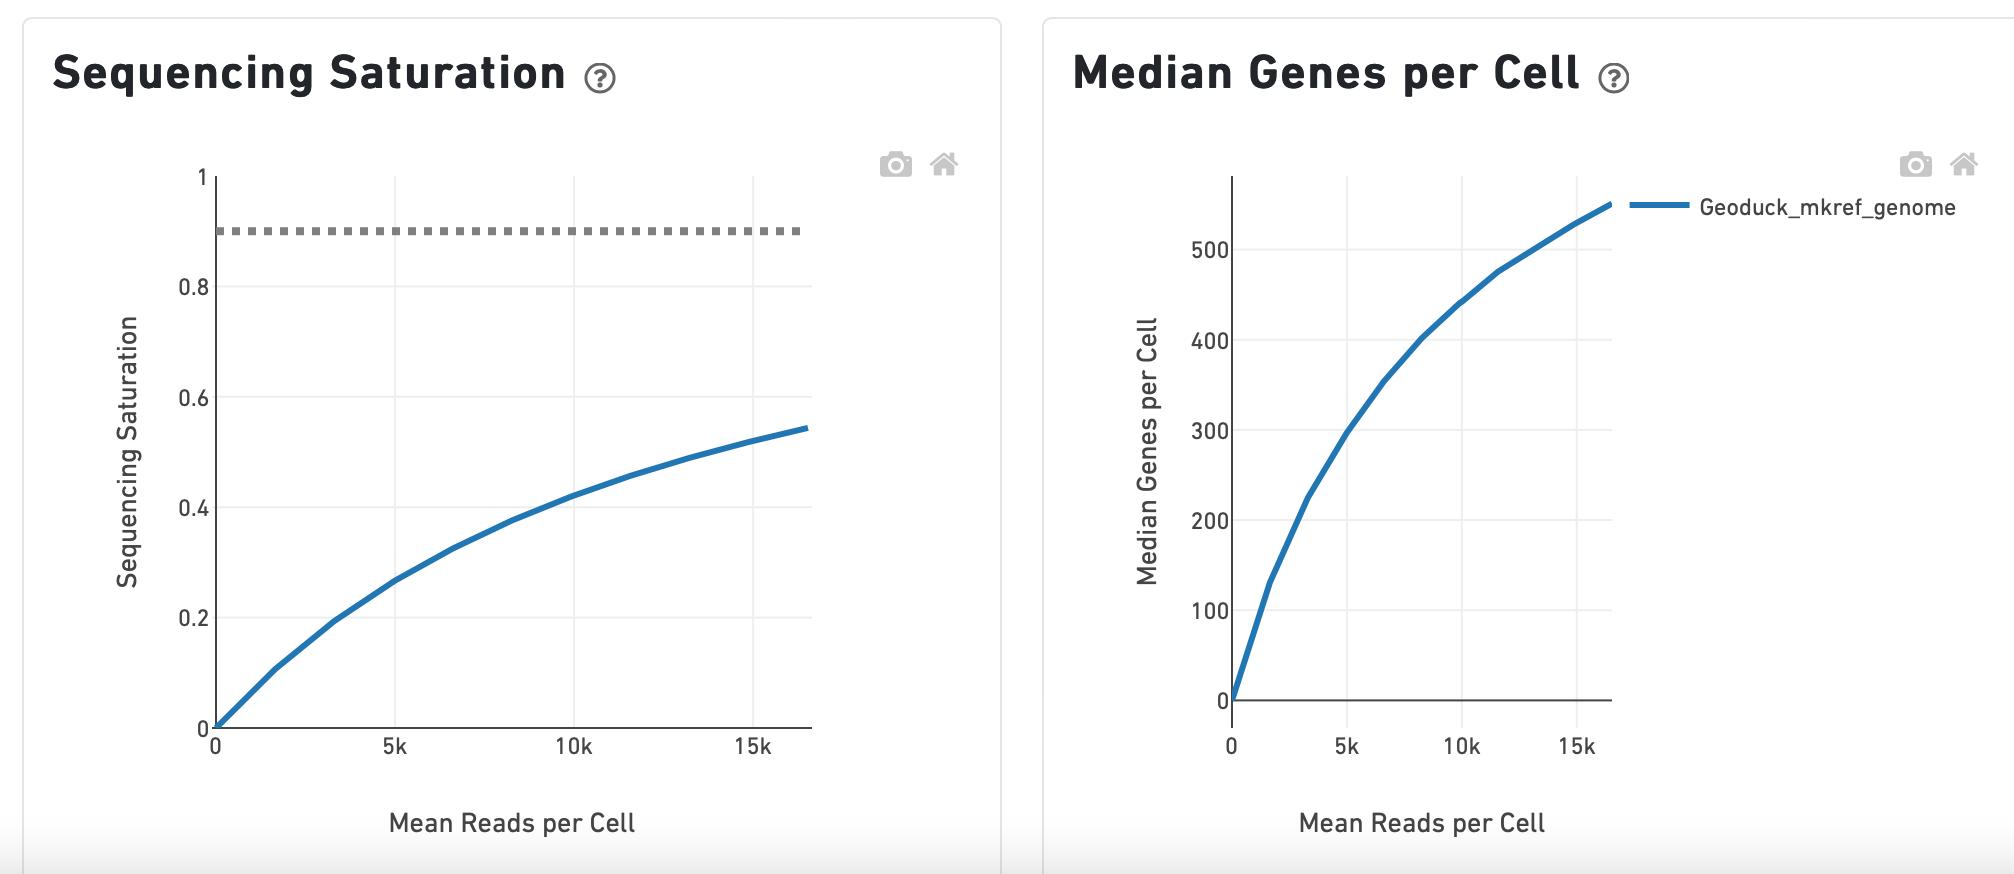 Sequencing Saturation ?
1
0.8
0.6
0.4
0.2
0
Sequencing Saturation
0 5k 10k 15k
Mean Reads per Cell
Median Genes per Cell ?
Geoduck_mkref_genome
500
400
300
200
100
0
Median Genes per Cell
0 5k 10k 15k
Mean Reads per Cell